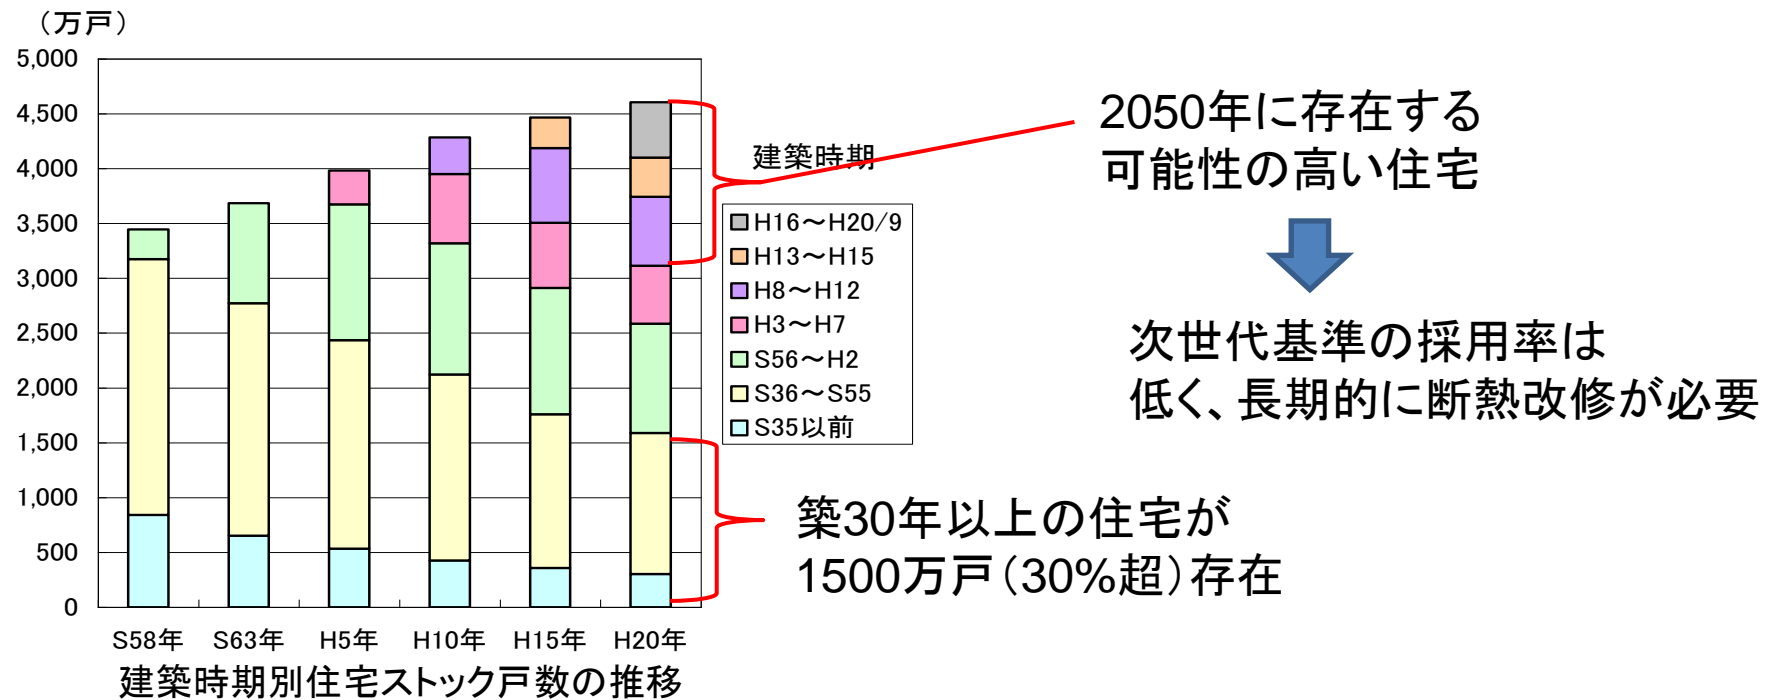 （万戸）
5,000
4,500
4,000
3,500
3,000
2,500
2,000
1,500
1,000
500
0
S58年
S63年
H5年
H10年
H15年
H20年
建築時期別住宅ストック戸数の推移
建築時期
H16～H20/9
H13～H15
H8～H12
H3～H7
S56～H2
S36～S55
S35以前
2050年に存在する
可能性の高い住宅
次世代基準の採用率は
低く、長期的に断熱改修が必要
築30年以上の住宅が
1500万戸（30%超）存在